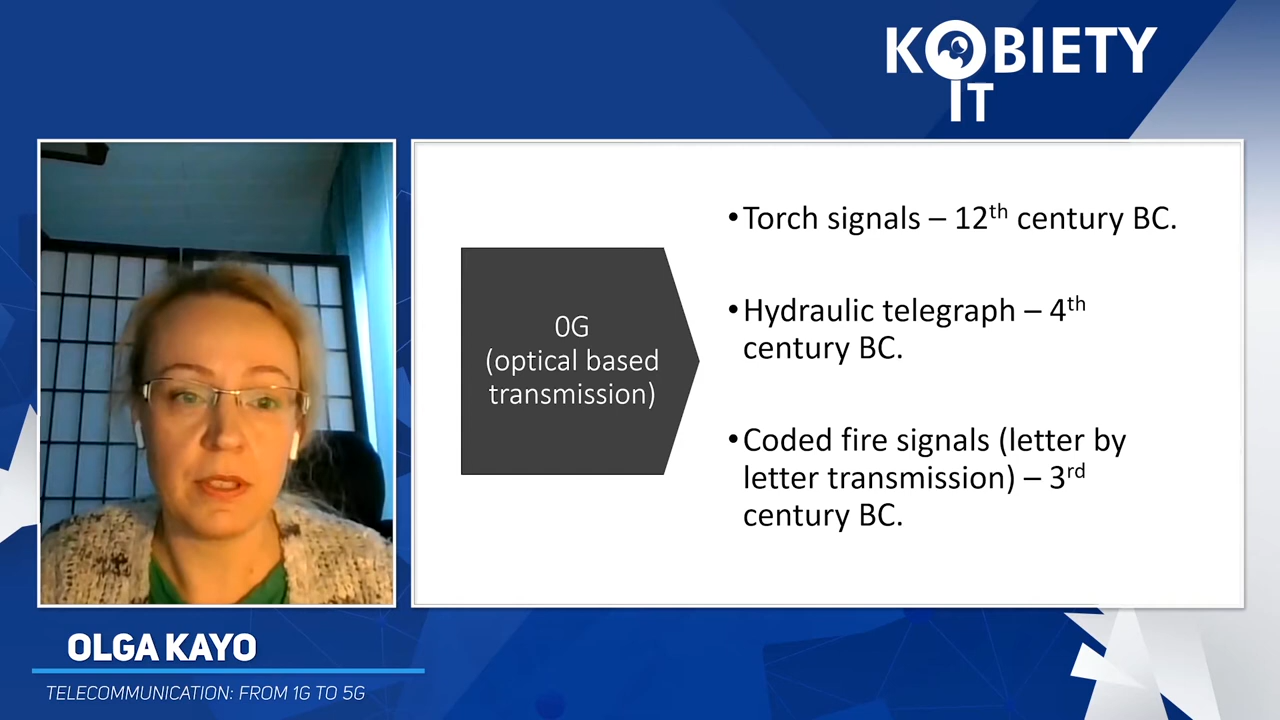 KOBIETY
IT
0G
(optical based
transmission)
•Torch signals – 12th century BC.
•Hydraulic telegraph – 4th
century BC.
•Coded fire signals (letter by
letter transmission) – 3rd
century BC.
OLGA KAYO
TELECOMMUNICATION: FROM 1G TO 5G